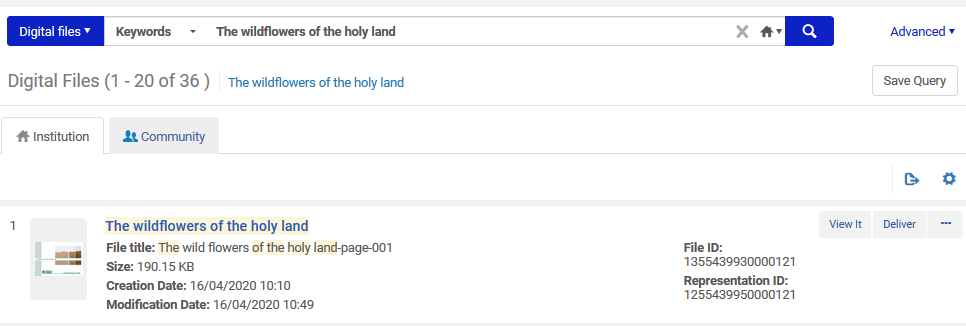 Digital files Keywords The wildflowers of the holy land Advanced
Digital Files (1 - 20 of 36 ) The wildflowers of the holy land Save Query
Institution Community
1 The wildflowers of the holy land View It Deliver ...
File title: The wild flowers of the holy land-page-001 File ID:
Size: 190.15 KB 1355439930000121
Creation Date: 16/04/2020 10:10 Representation ID:
Modification Date: 16/04/2020 10:49 1255439950000121